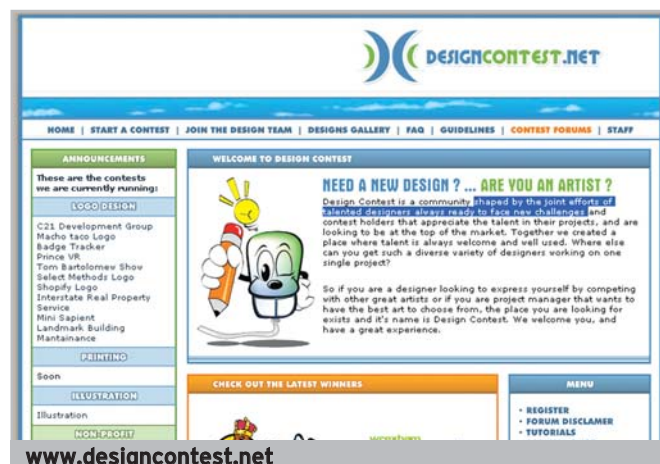 DESIGNCONTEST.NET
HOME | START A CONTEST | JOIN THE DESIGN TEAM | DESIGNS GALLERY | FAQ | GUIDELINES | CONTEST FORUMS | STAFF
ANNOUNCEMENTS
These are the contests
we are currently running:
LOGO DESIGN
C21 Development Group
Macho taco Logo
Badge Tracker
Prince VR
Tom Bartolomew Show
Select Methods Logo
Shopify Logo
Interstate Real Property
Service
Mini Sapient
Landmark Building
Mantainance
PRINTING
Soon
ILLUSTRATION
Illustration
NON-PROFIT
WELCOME TO DESIGN CONTEST
NEED A NEW DESIGN ? ... ARE YOU AN ARTIST ?
Design Contest is a community shaped by the joint efforts of
talented designers always ready to face new challenges and
contest holders that appreciate the talent in their projects, and are
looking to be at the top of the market. Together we created a
place where talent is always welcome and well used. Where else
can you get such a diverse variety of designers working on one
single project?
So if you are a designer looking to express yourself by competing
with other great artists or if you are project manager that wants to
have the best art to choose from, the place you are looking for
exists and it's name is Design Contest. We welcome you, and
have a great experience.
CHECK OUT THE LATEST WINNERS
MENU
• REGISTER
• FORUM DISCLAMER
• TUTORIALS
www.designcontest.net